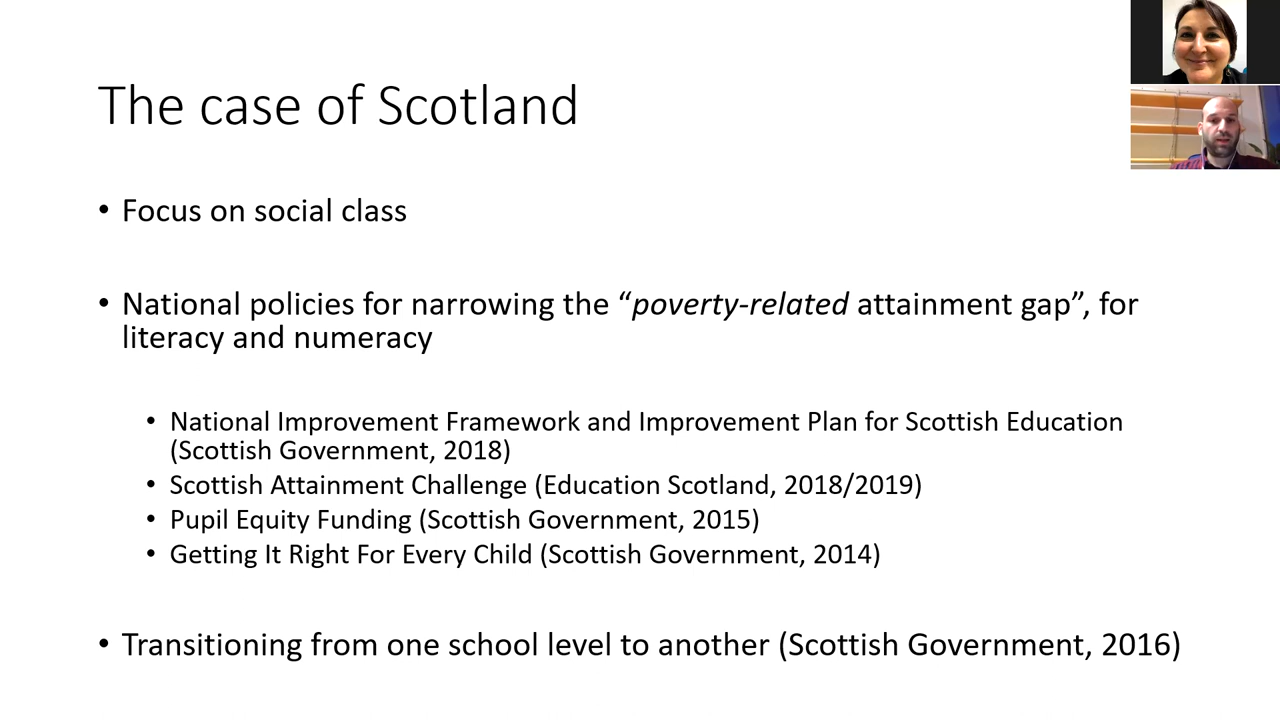 The case of Scotland
• Focus on social class
• National policies for narrowing the “poverty-related attainment gap”, for
literacy and numeracy
• National Improvement Framework and Improvement Plan for Scottish Education
(Scottish Government, 2018)
• Scottish Attainment Challenge (Education Scotland, 2018/2019)
• Pupil Equity Funding (Scottish Government, 2015)
• Getting It Right For Every Child (Scottish Government, 2014)
• Transitioning from one school level to another (Scottish Government, 2016)